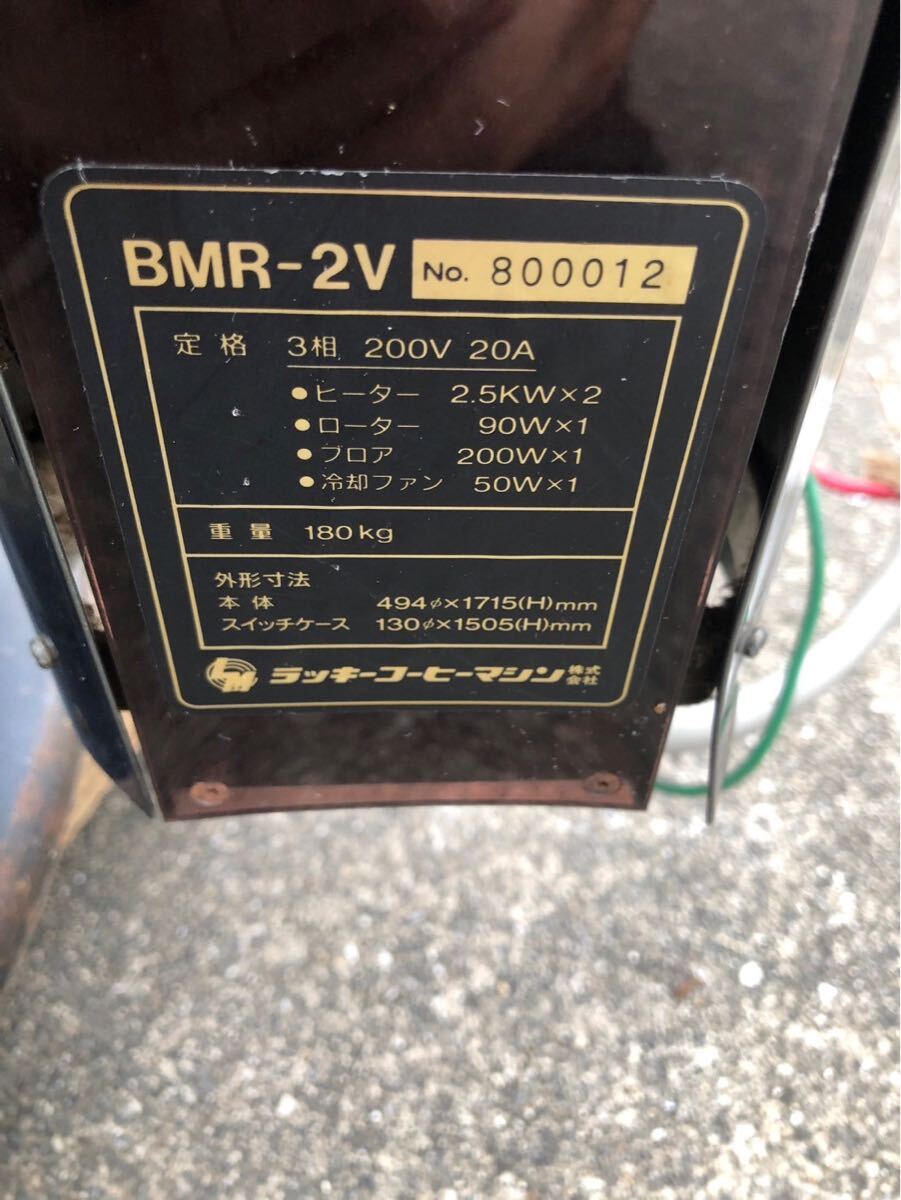 BMR-2V No. 800012
定格 3相 200V 20A
●ヒーター 2.5KW×2
●ローター 90W×1
●ブロア 200W×1
●冷却ファン 50W×1
重量 180kg
外形寸法
本体 494φ×1715(H)mm
スイッチケース 130φ×1505(H)mm
ラッキーコーヒーマシン株式会社